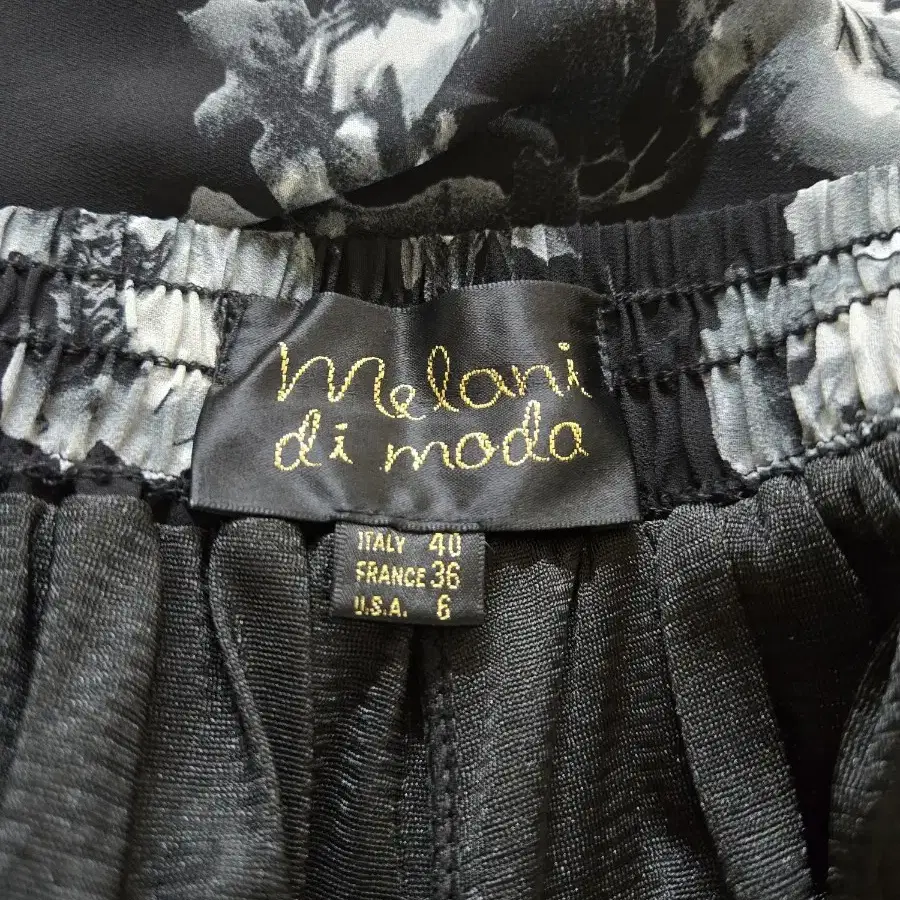 Melani
di moda
ITALY 40
FRANCE 36
U.S.A. 6